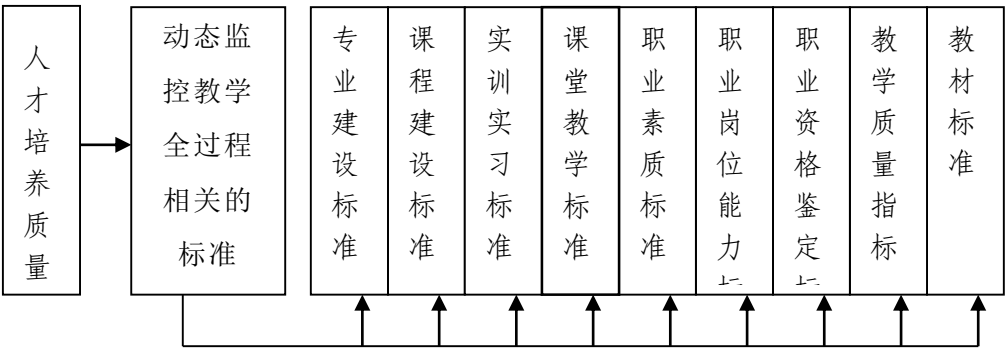 人才培养质量
动态监
控教学
全过程
相关的
标准
专业建设标准
课程建设标准
实训实习标准
课堂教学标准
职业素质标准
职业岗位能力
职业资格鉴定
教学质量指标
教材标准